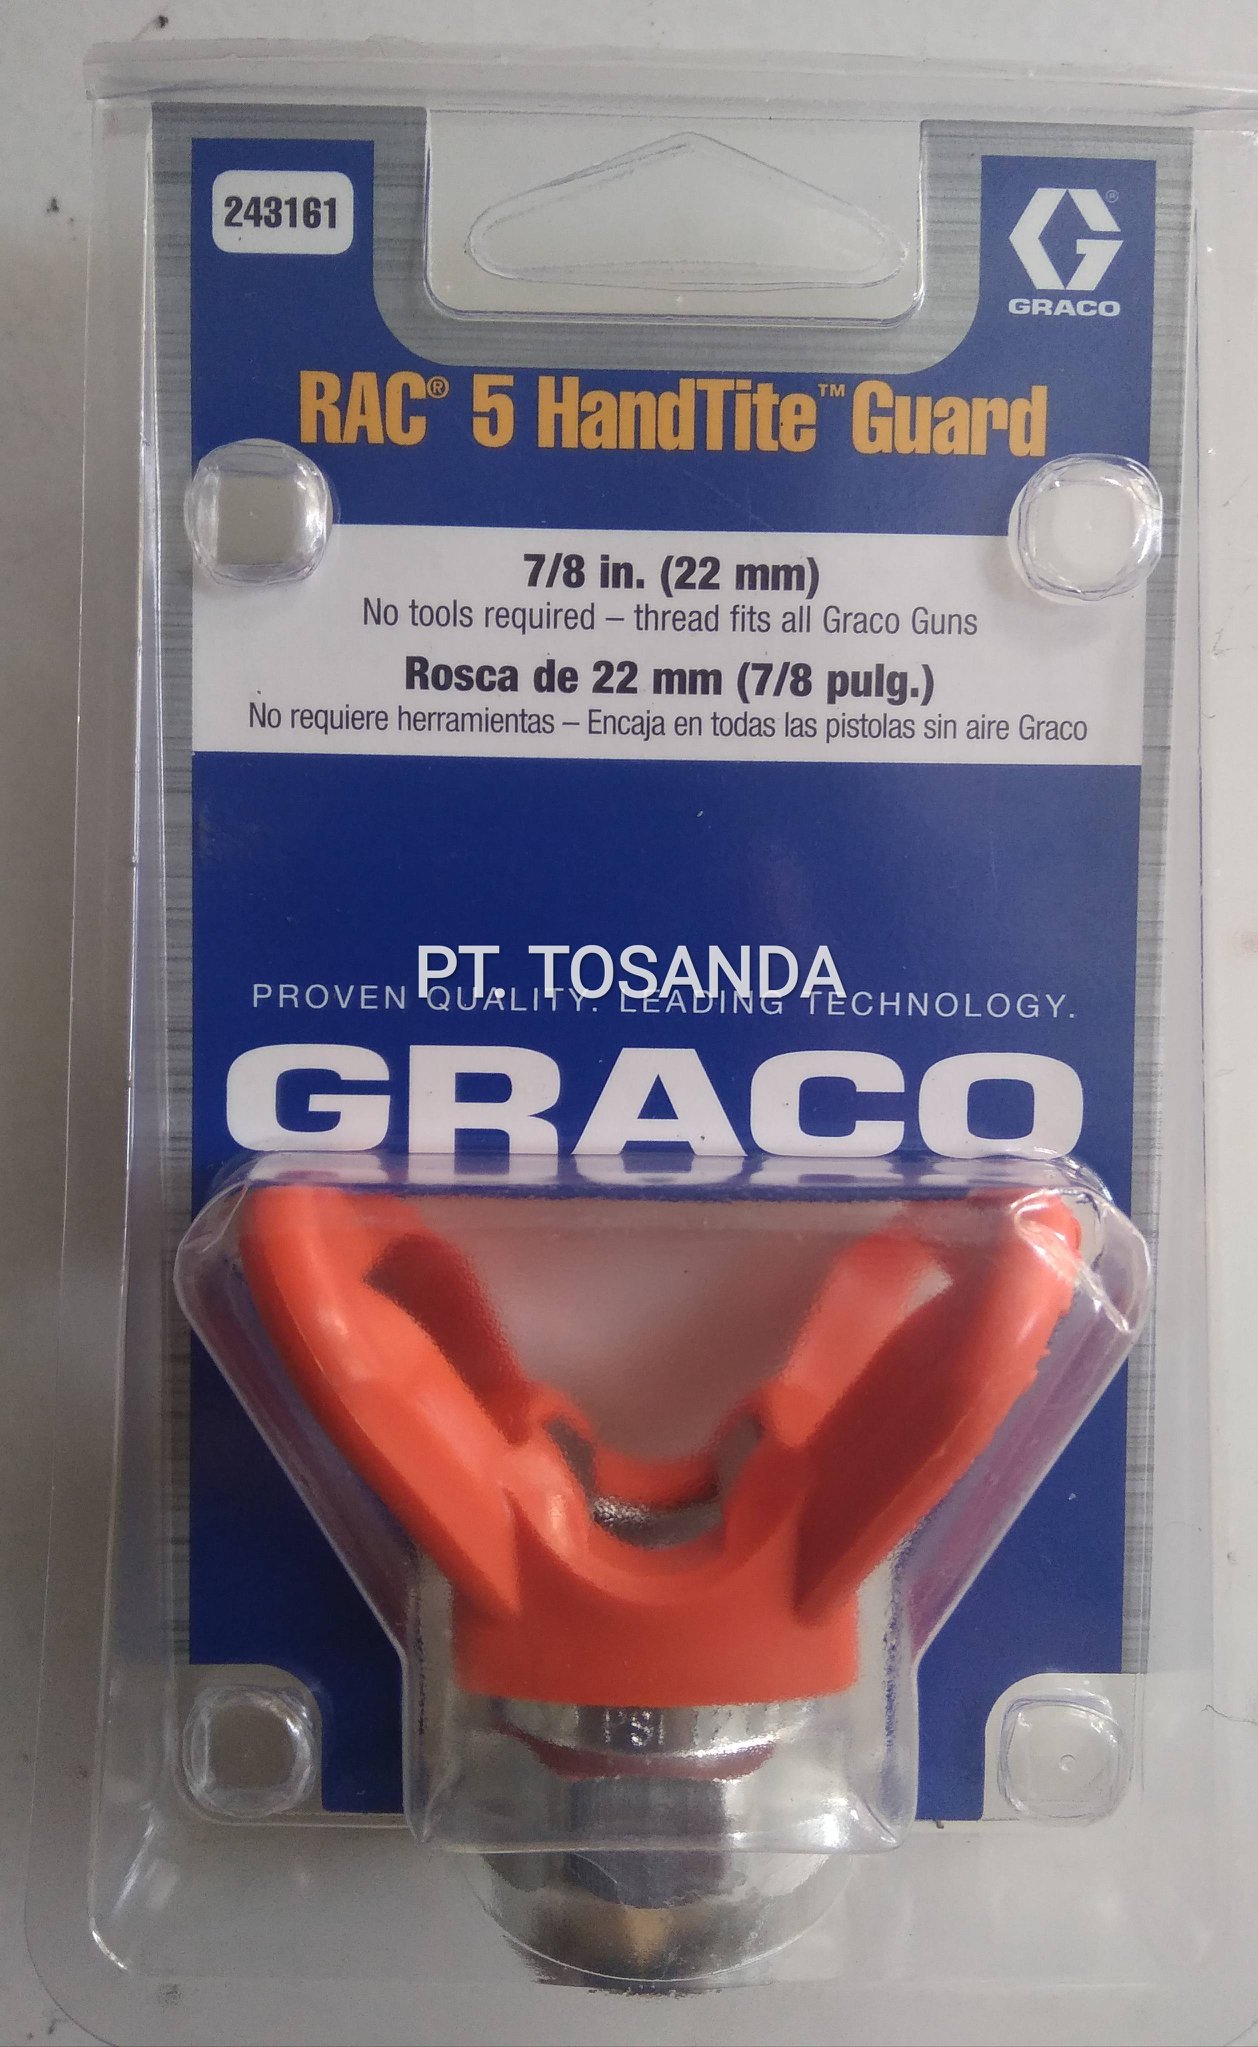 243161
GRACO
RAC® 5 HandTite™ Guard
7/8 in. (22 mm)
No tools required – thread fits all Graco Guns
Rosca de 22 mm (7/8 pulg.)
No requiere herramientas – Encaja en todas las pistolas sin aire Graco
PT. TOSANDA
PROVEN QUALITY. LEADING TECHNOLOGY.
GRACO
PSI